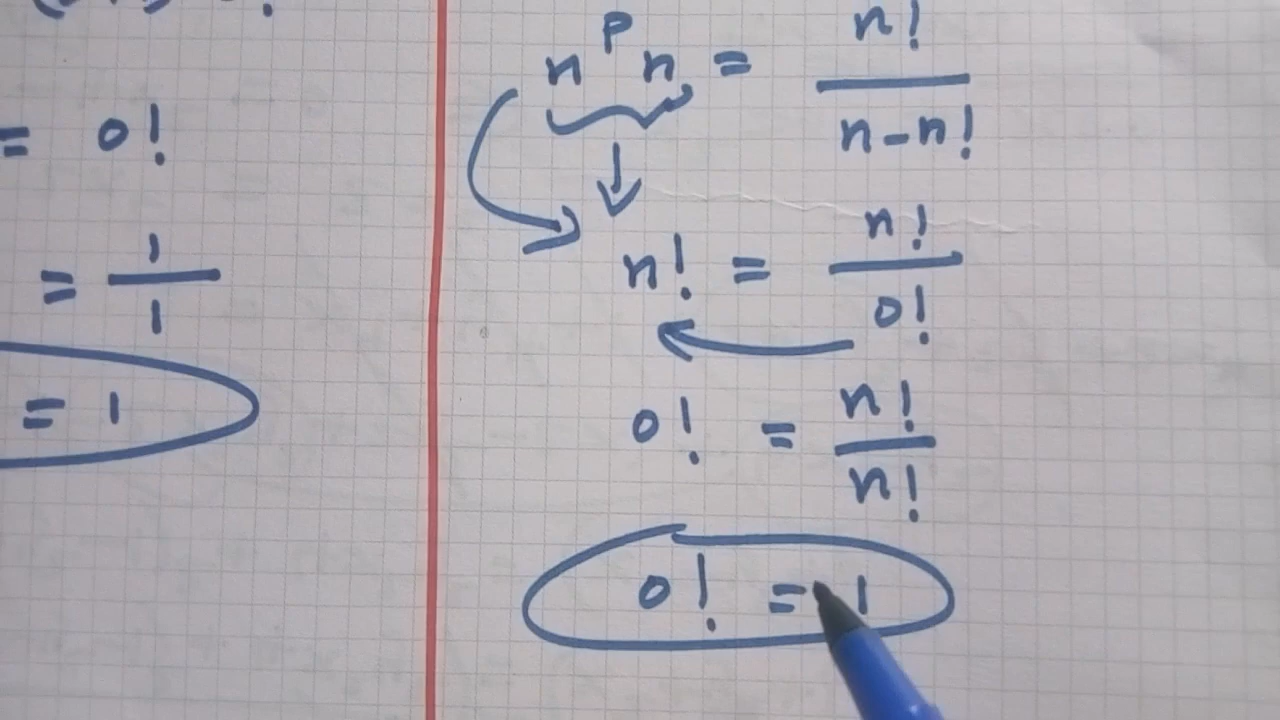 = 0!
= 1/1
= 1
nPn = n!/n-n!
n! = n!/0!
0! = n!/n!
0! = 1